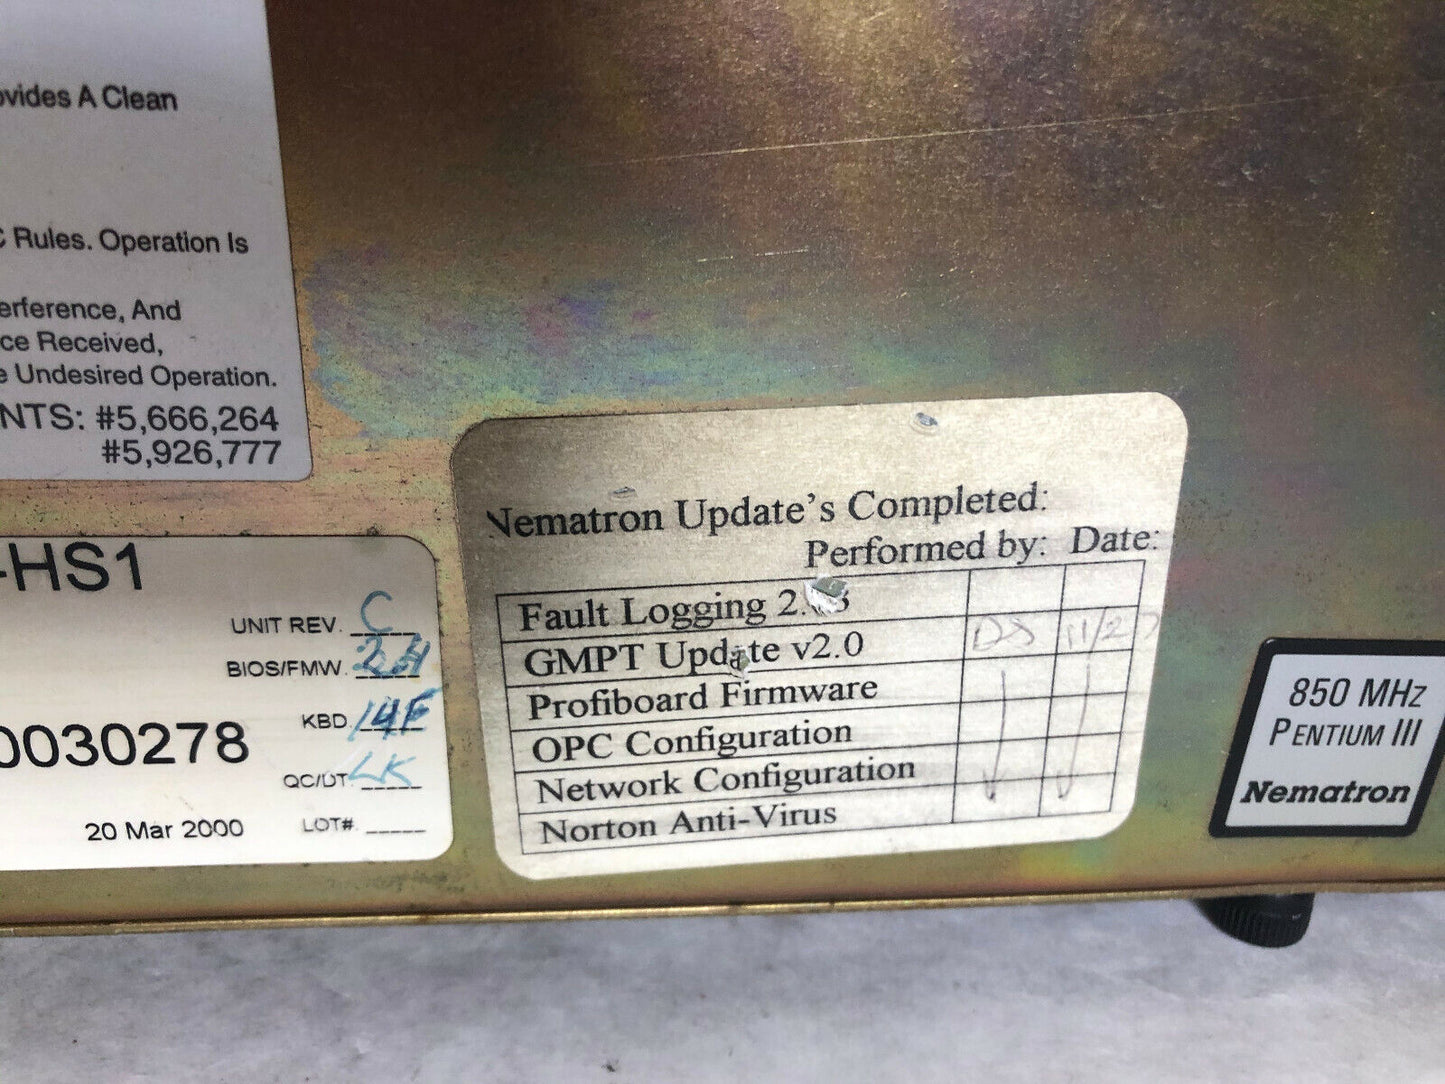 ovides A Clean
Rules. Operation Is
erference, And
ce Received,
e Undesired Operation.
NTS: #5,666,264
#5,926,777
-HS1
UNIT REV. C
BIOS/FMW.
0030278
KBD. 14F
QC/DT. LK
20 Mar 2000 LOT#.
Nematron Update's Completed:
Performed by: Date:
Fault Logging
GMPT Update v2.0 DJ 11/2
Profiboard Firmware
OPC Configuration
Network Configuration
Norton Anti-Virus
850 MHz
PENTIUM III
Nematron